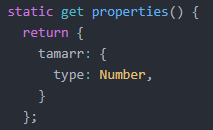 static get properties() {
return {
tamarr: {
type: Number,
}
};